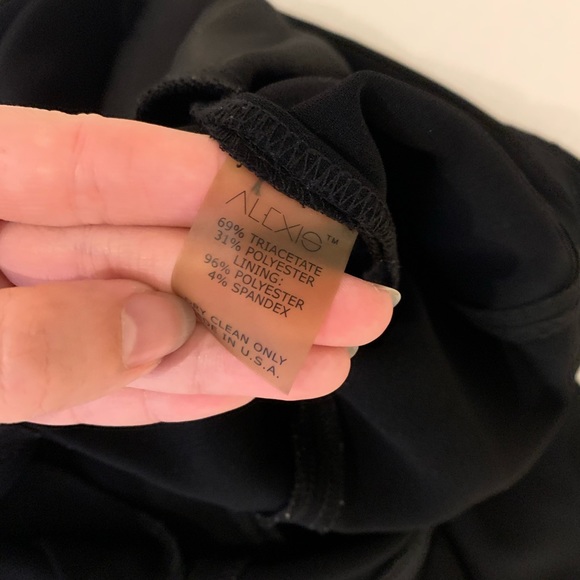 ALEXIS™
69% TRIACETATE
31% POLYESTER
LINING:
96% POLYESTER
4% SPANDEX
CLEAN ONLY
IN U.S.A.